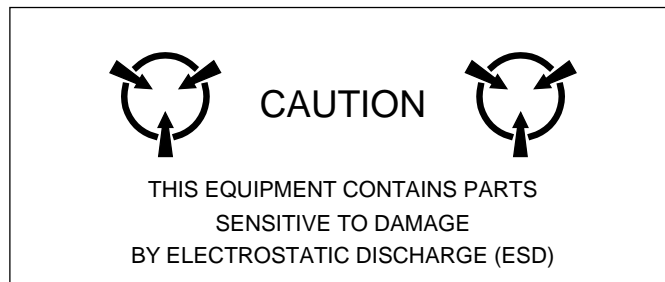 CAUTION
THIS EQUIPMENT CONTAINS PARTS
SENSITIVE TO DAMAGE
BY ELECTROSTATIC DISCHARGE (ESD)